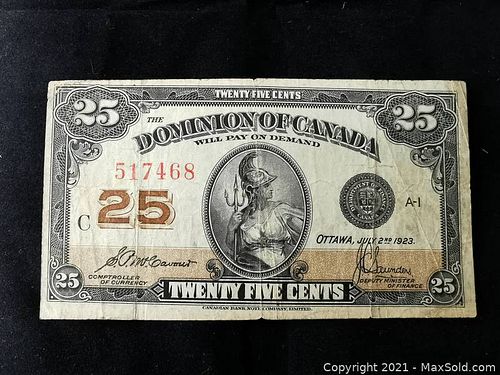 TWENTY FIVE CENTS
25 25
THE
DOMINION OF CANADA
WILL PAY ON DEMAND
517468
C 25
A-1
OTTAWA, JULY 2ND 1923.
Saunders
COMPTROLLER
OF CURRENCY
DEPUTY MINISTER
OF FINANCE
25 TWENTY FIVE CENTS 25
CANADIAN BANK NOTE COMPANY, LIMITED.
Copyright © 2021 - MaxSold.com